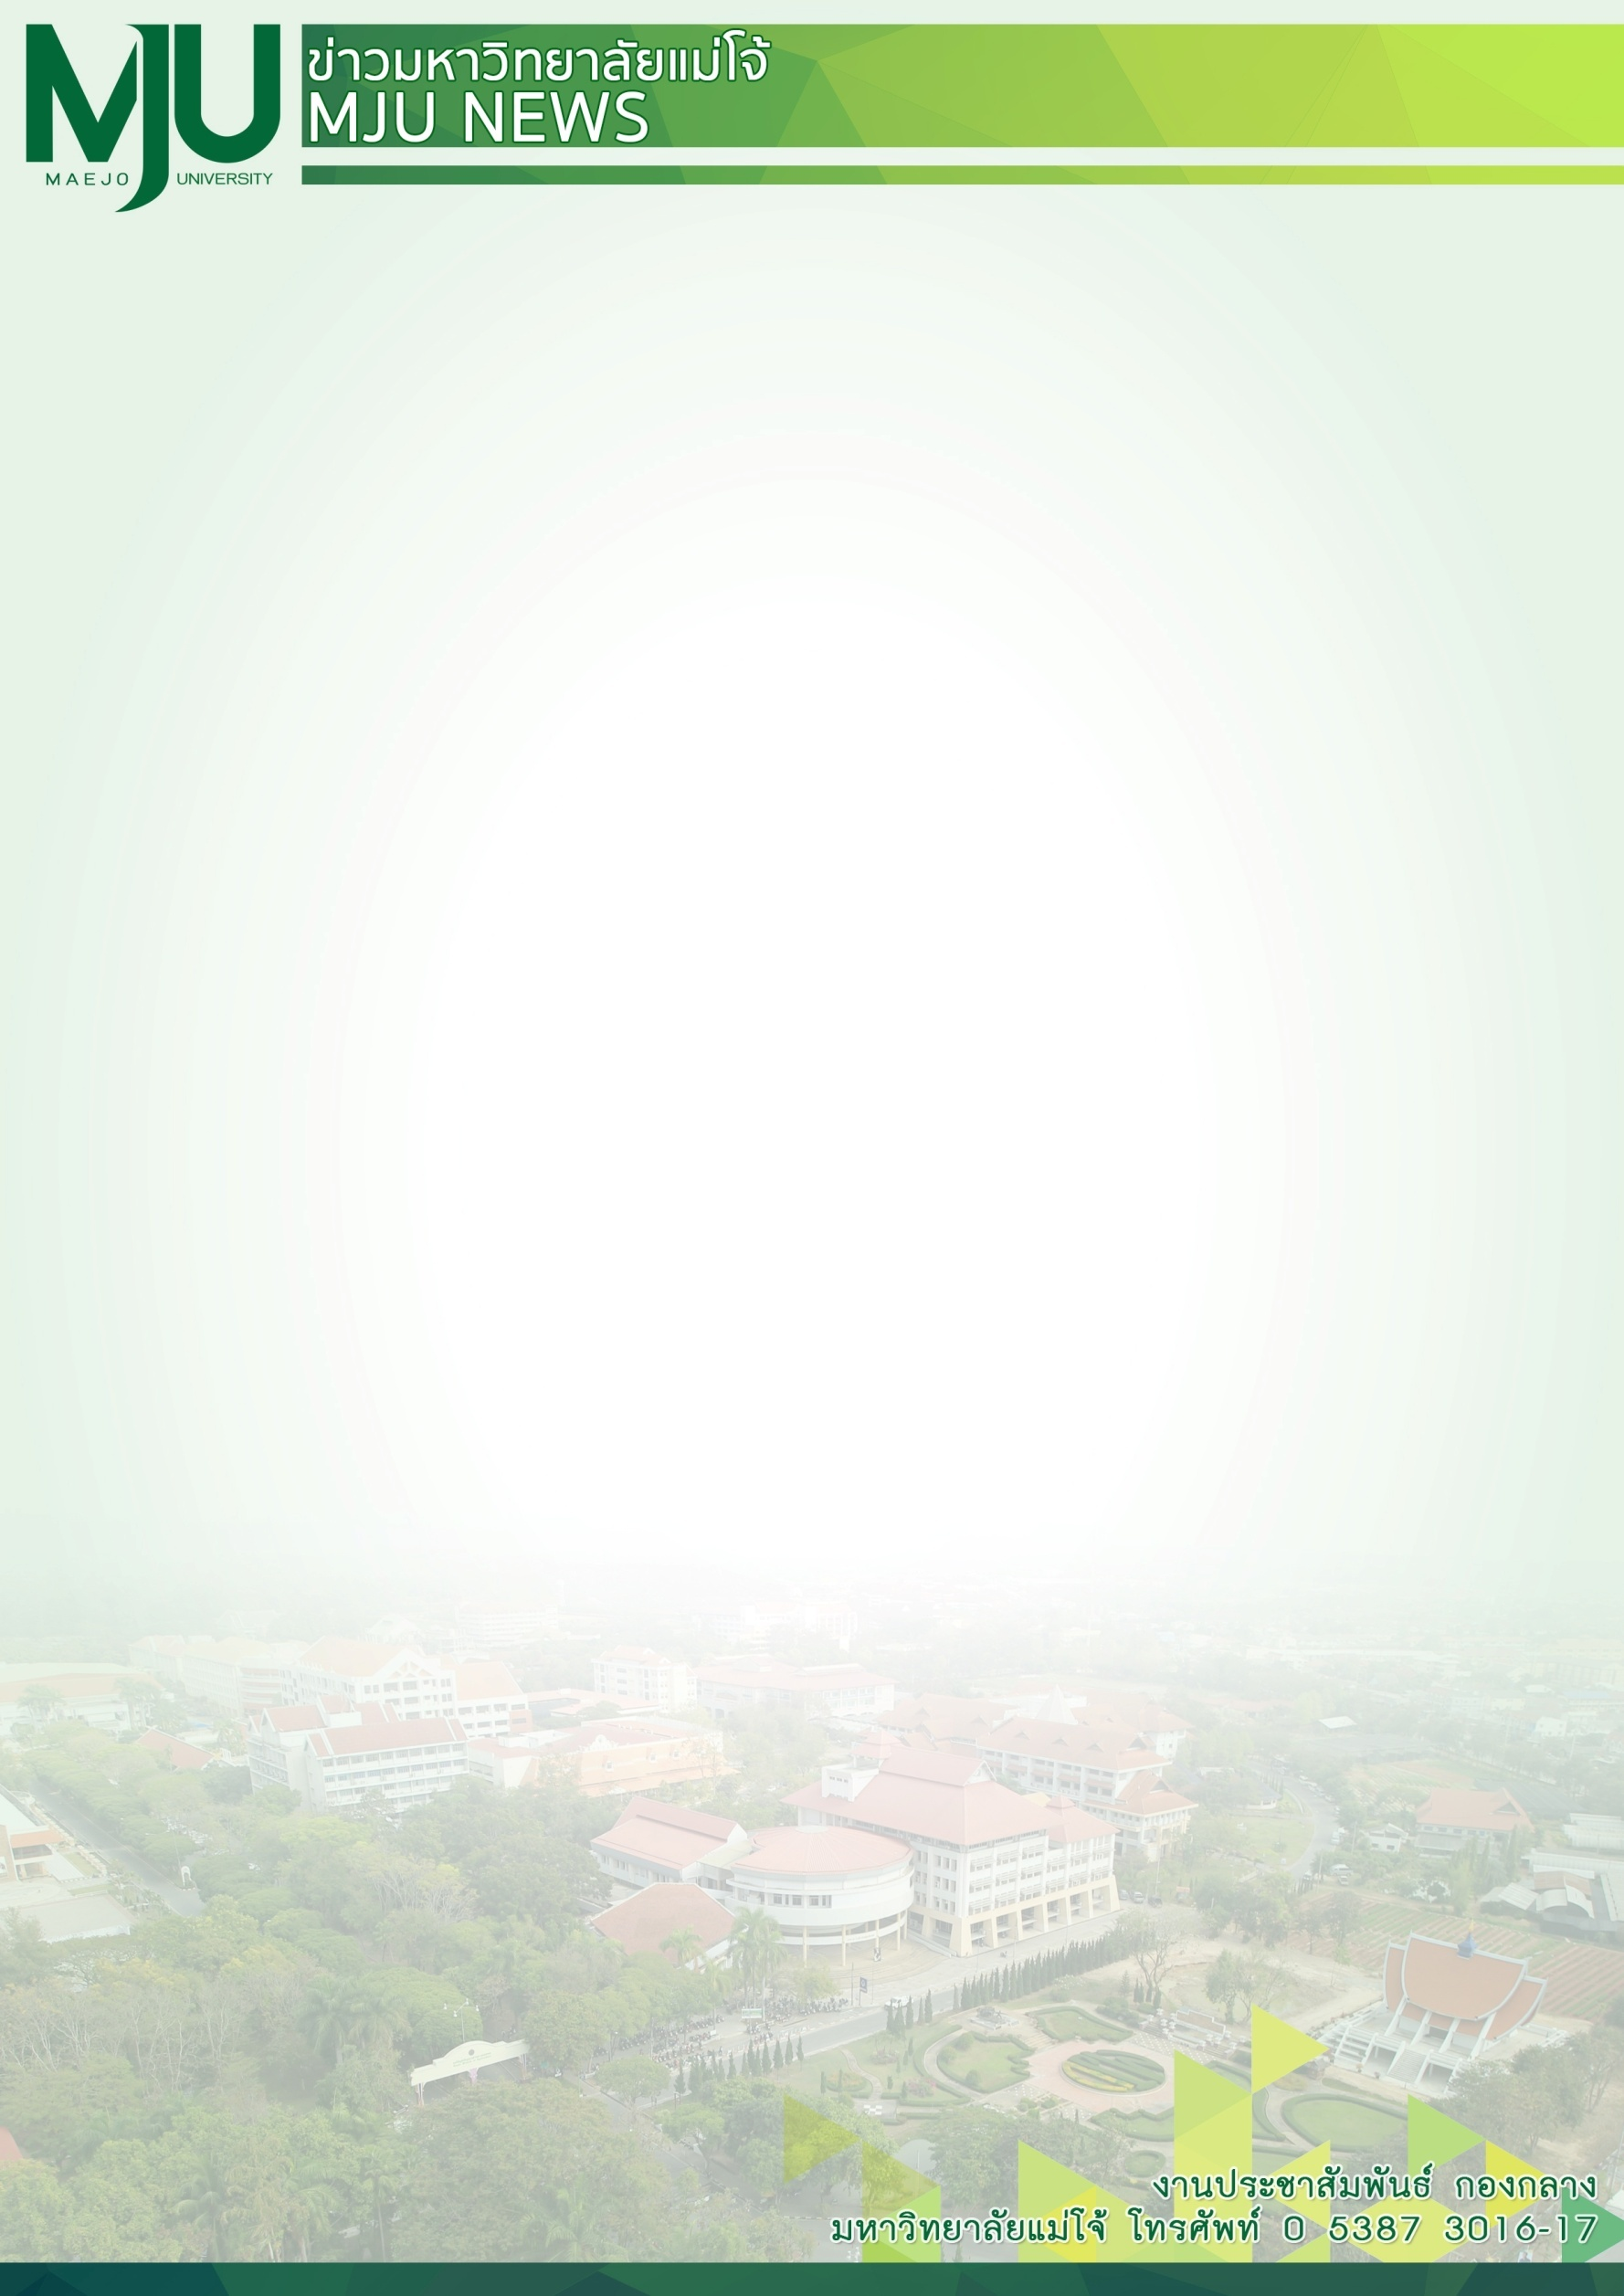 MJU
MAEJO UNIVERSITY
ข่าวมหาวิทยาลัยแม่โจ้
MJU NEWS
งานประชาสัมพันธ์ กองกลาง
มหาวิทยาลัยแม่โจ้ โทรศัพท์ 0 5387 3016-17